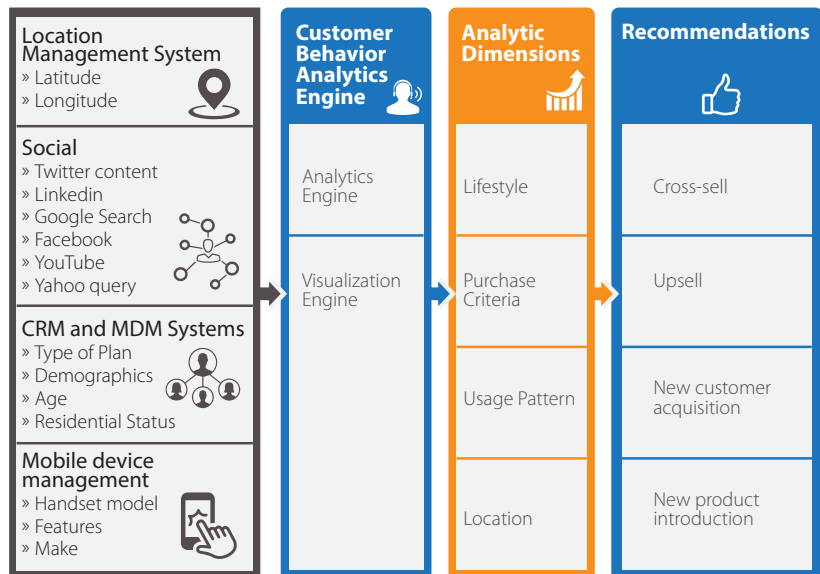 Location
Management System
» Latitude
» Longitude
Social
» Twitter content
» Linkedin
» Google Search
» Facebook
» YouTube
» Yahoo query
CRM and MDM Systems
» Type of Plan
» Demographics
» Age
» Residential Status
Mobile device
management
» Handset model
» Features
» Make
Customer
Behavior
Analytics
Engine
Analytics
Engine
Visualization
Engine
Analytic
Dimensions
Lifestyle
Purchase
Criteria
Usage Pattern
Location
Recommendations
Cross-sell
Upsell
New customer
acquisition
New product
introduction